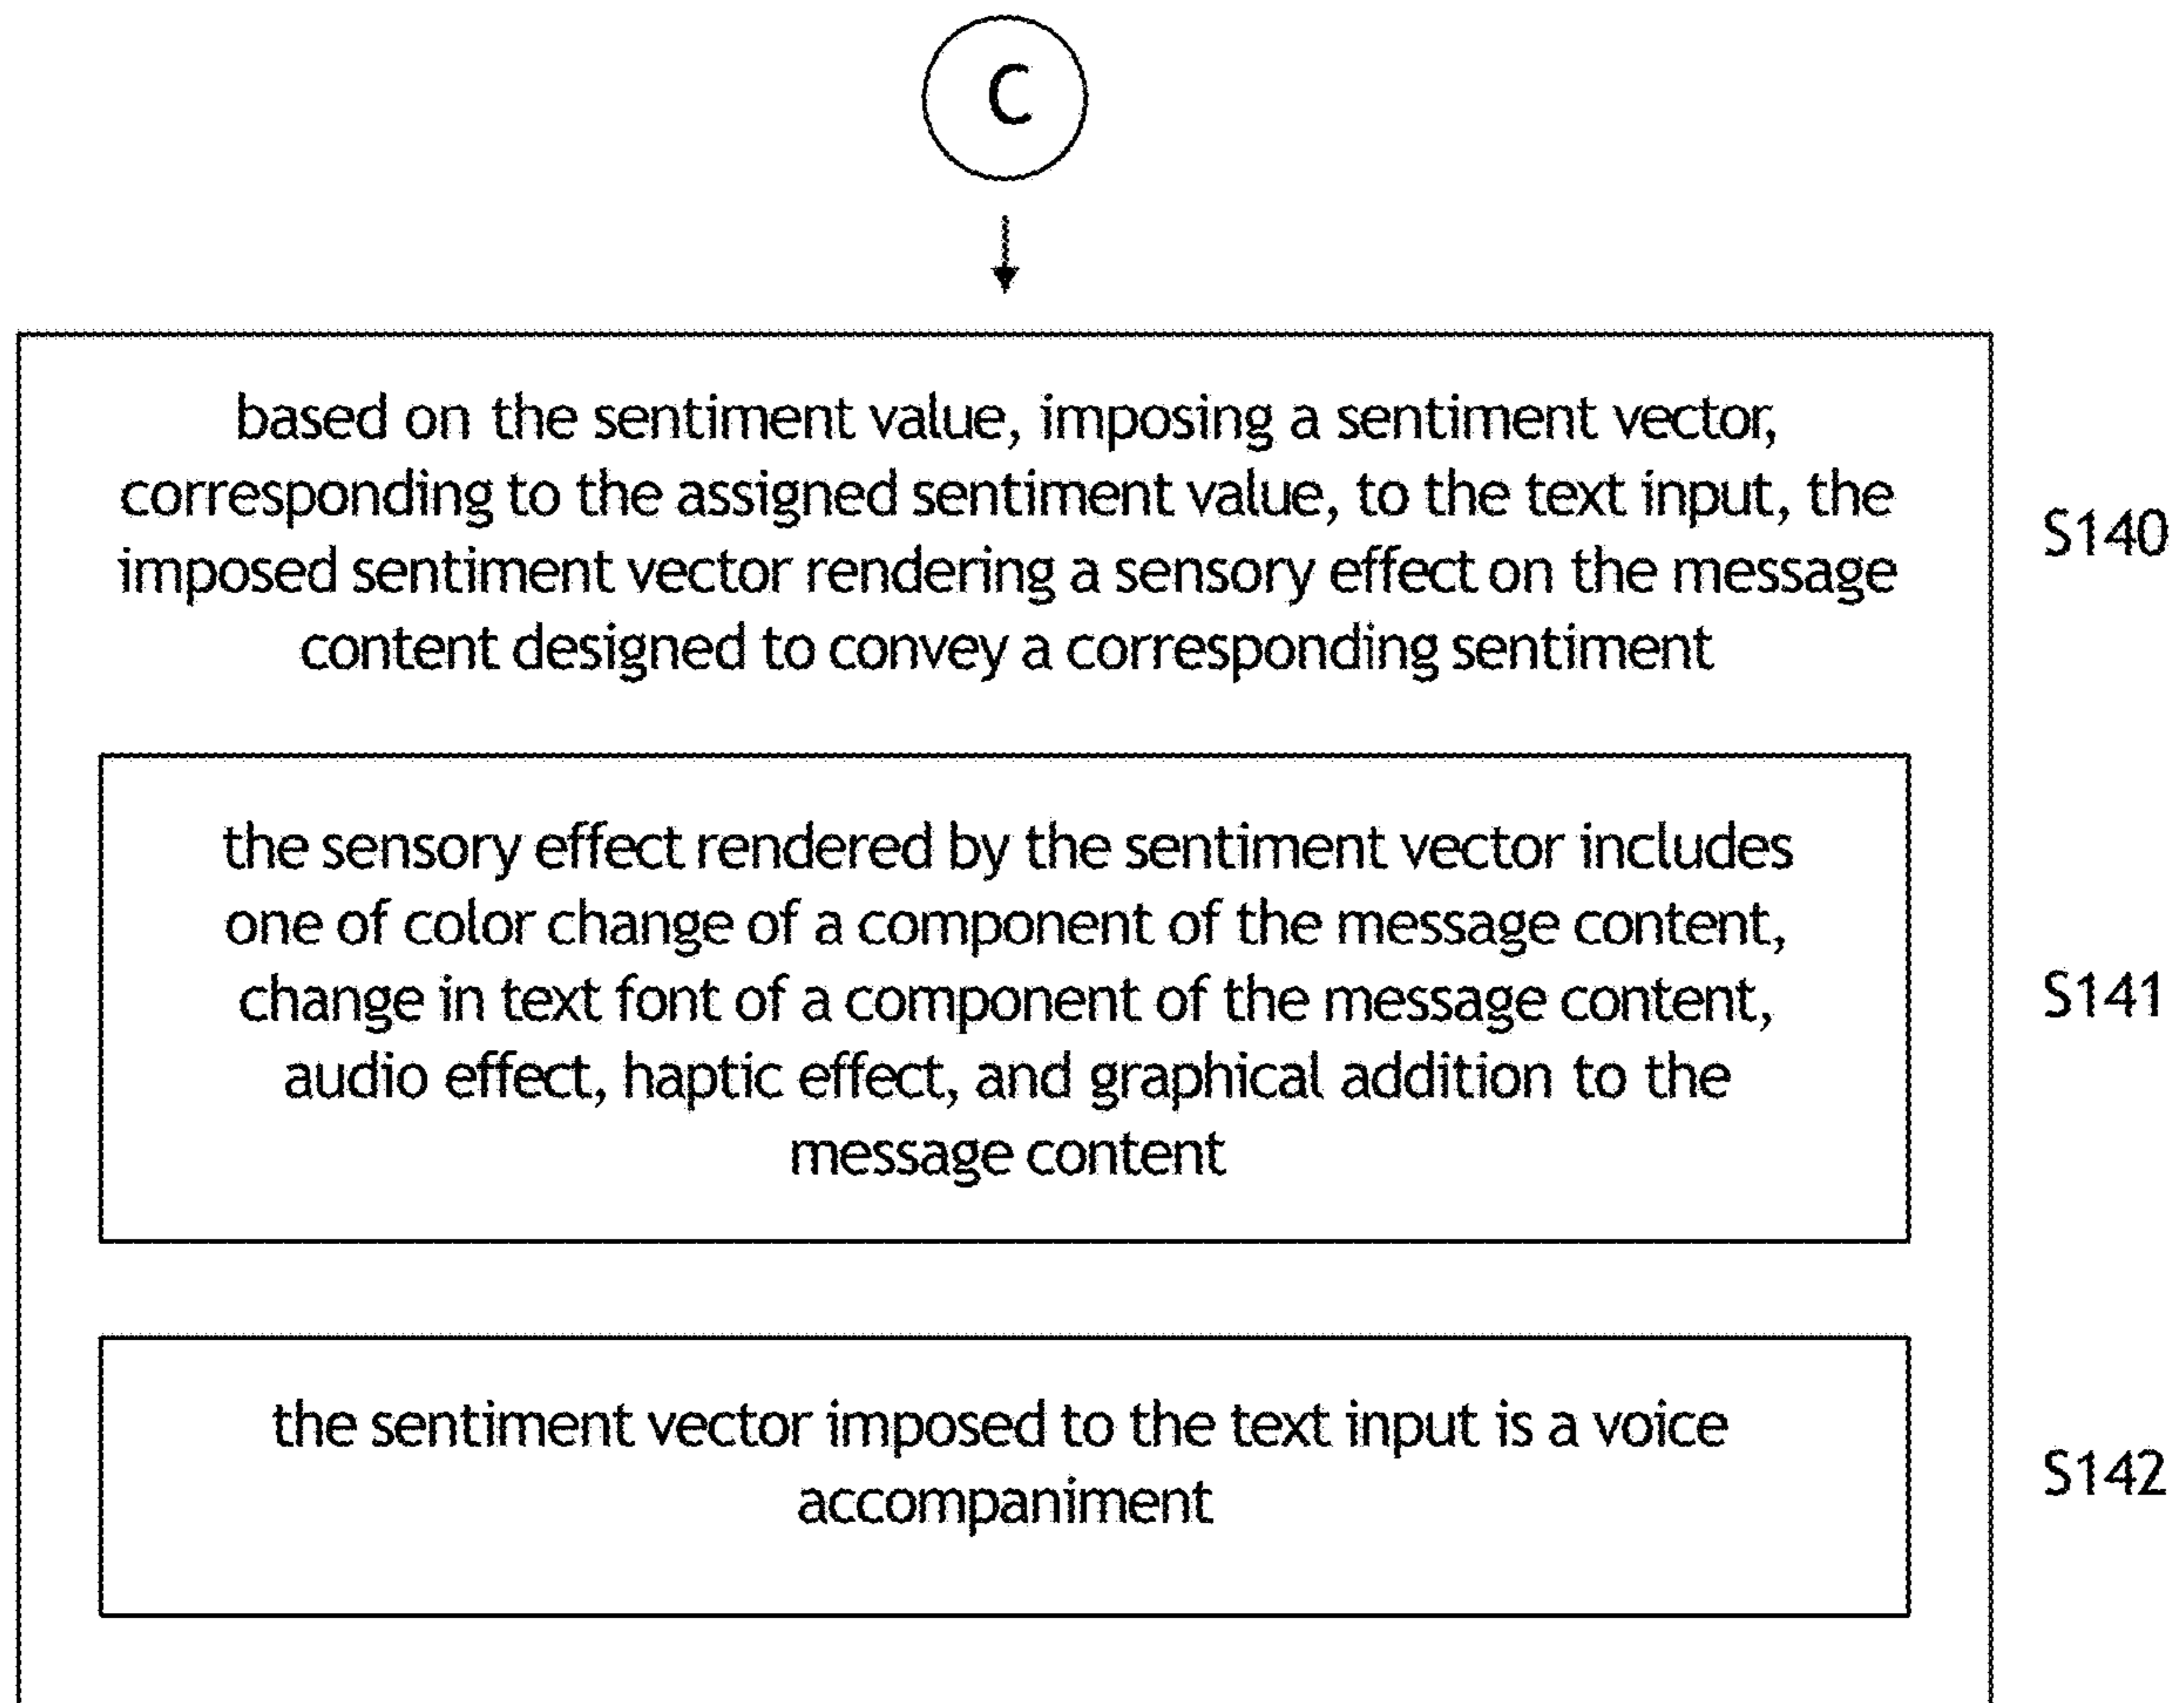 C
based on the sentiment value, imposing a sentiment vector,
corresponding to the assigned sentiment value, to the text input, the
imposed sentiment vector rendering a sensory effect on the message
content designed to convey a corresponding sentiment
S140
the sensory effect rendered by the sentiment vector includes
one of color change of a component of the message content,
change in text font of a component of the message content,
audio effect, haptic effect, and graphical addition to the
message content
S141
the sentiment vector imposed to the text input is a voice
accompaniment
S142